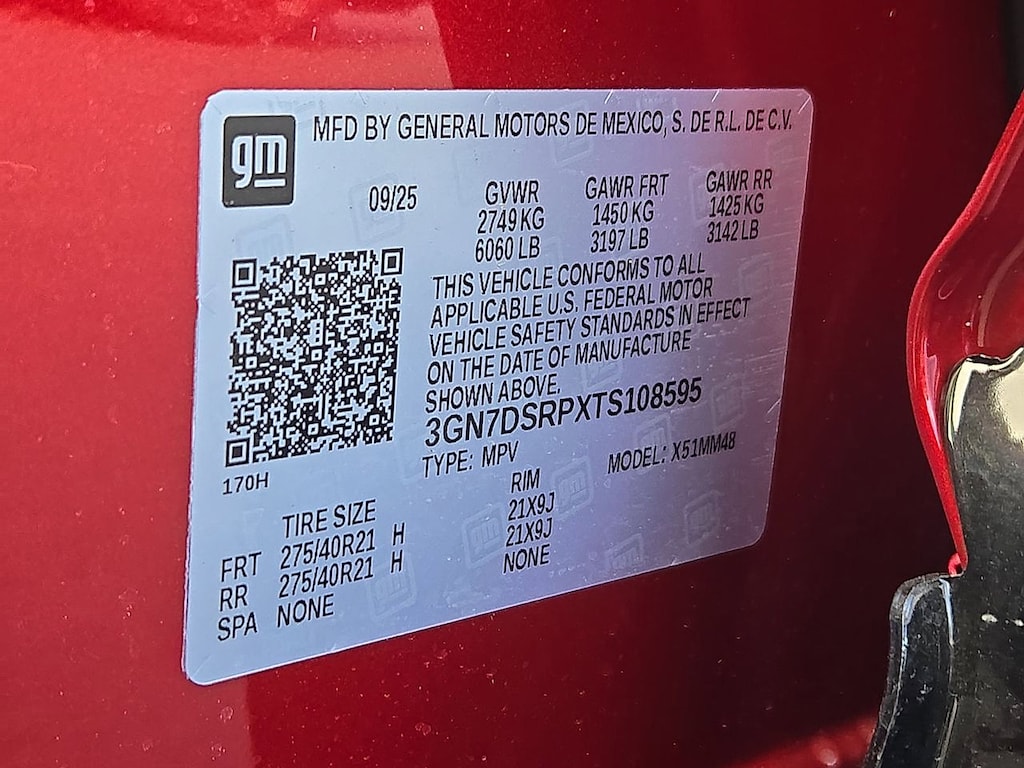 gm
MFD BY GENERAL MOTORS DE MEXICO, S. DE R.L. DE C.V.
09/25 GVWR GAWR FRT GAWR RR
2749 KG 1450 KG 1425 KG
6060 LB 3197 LB 3142 LB
THIS VEHICLE CONFORMS TO ALL
APPLICABLE U.S. FEDERAL MOTOR
VEHICLE SAFETY STANDARDS IN EFFECT
ON THE DATE OF MANUFACTURE
SHOWN ABOVE.
3GN7DSRPXTS108595
TYPE: MPV MODEL: X51MM48
170H
TIRE SIZE RIM
FRT 275/40R21 H 21X9J
RR 275/40R21 H 21X9J
SPA NONE NONE